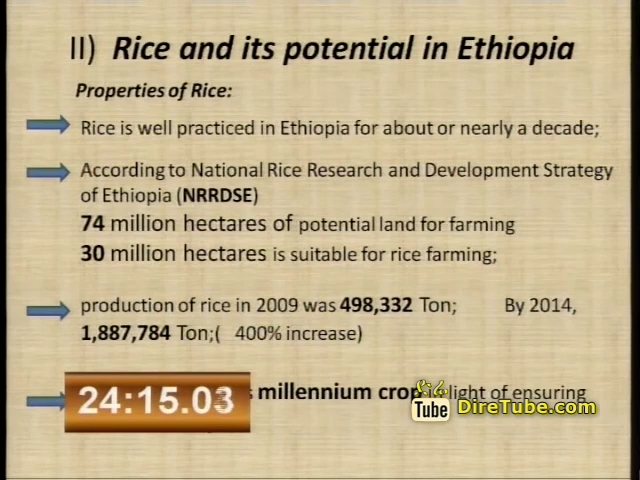 II) Rice and its potential in Ethiopia
Properties of Rice:
Rice is well practiced in Ethiopia for about or nearly a decade;
According to National Rice Research and Development Strategy
of Ethiopia (NRRDSE)
74 million hectares of potential land for farming
30 million hectares is suitable for rice farming;
production of rice in 2009 was 498,332 Ton; By 2014,
1,887,784 Ton;( 400% increase)
millennium crop light of ensuring
24:15.03
Tube DireTube.com